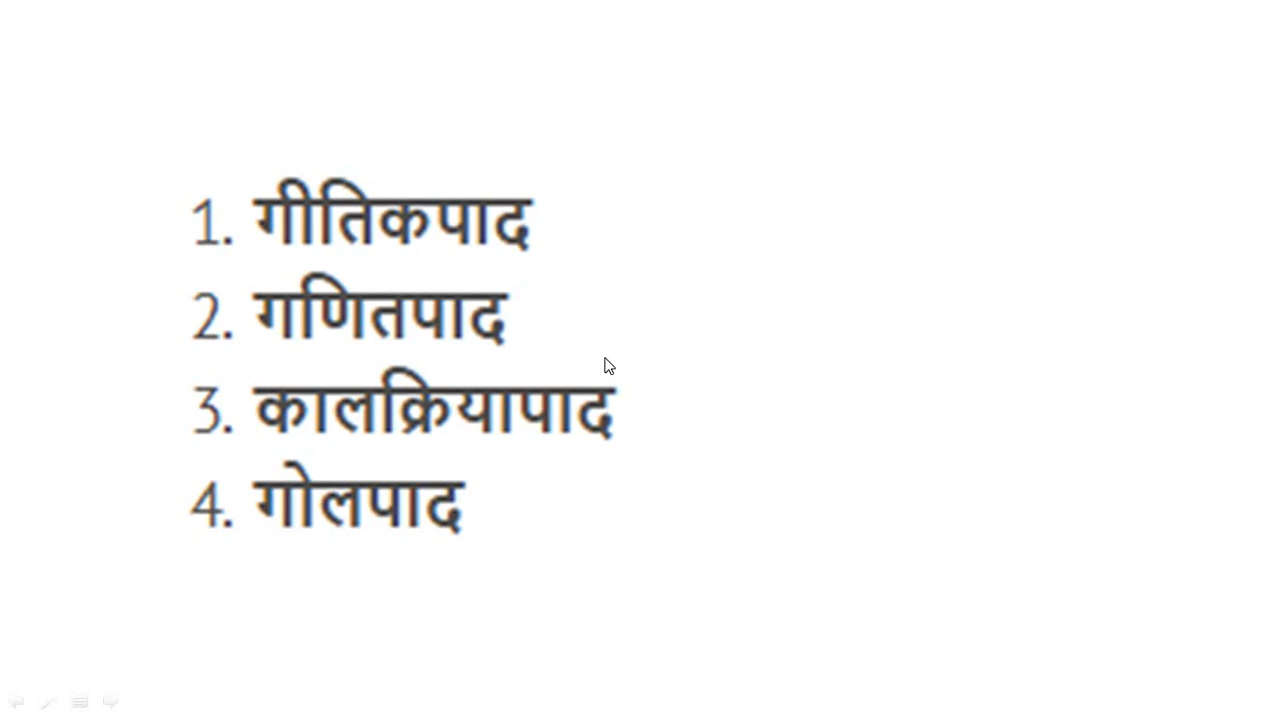 1. गीतिकपाद
2. गणितपाद
3. कालक्रियापाद
4. गोलपाद